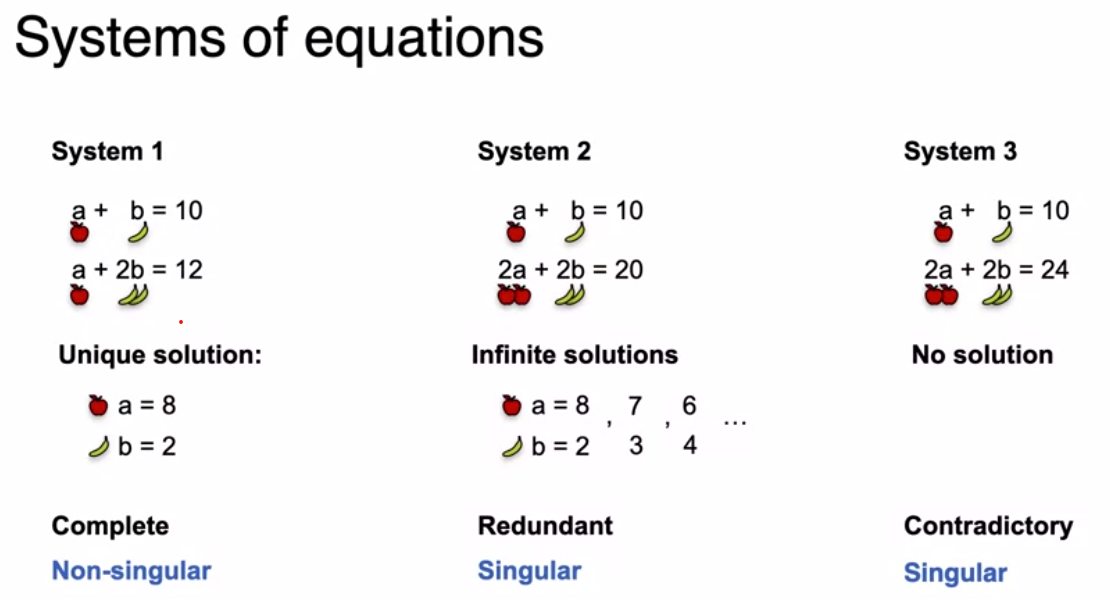 Systems of equations
System 1
a + b = 10
a + 2b = 12
Unique solution:
a = 8
b = 2
Complete
Non-singular
System 2
a + b = 10
2a + 2b = 20
Infinite solutions
a = 8 , 7 , 6 ...
b = 2 3 4
Redundant
Singular
System 3
a + b = 10
2a + 2b = 24
No solution
Contradictory
Singular